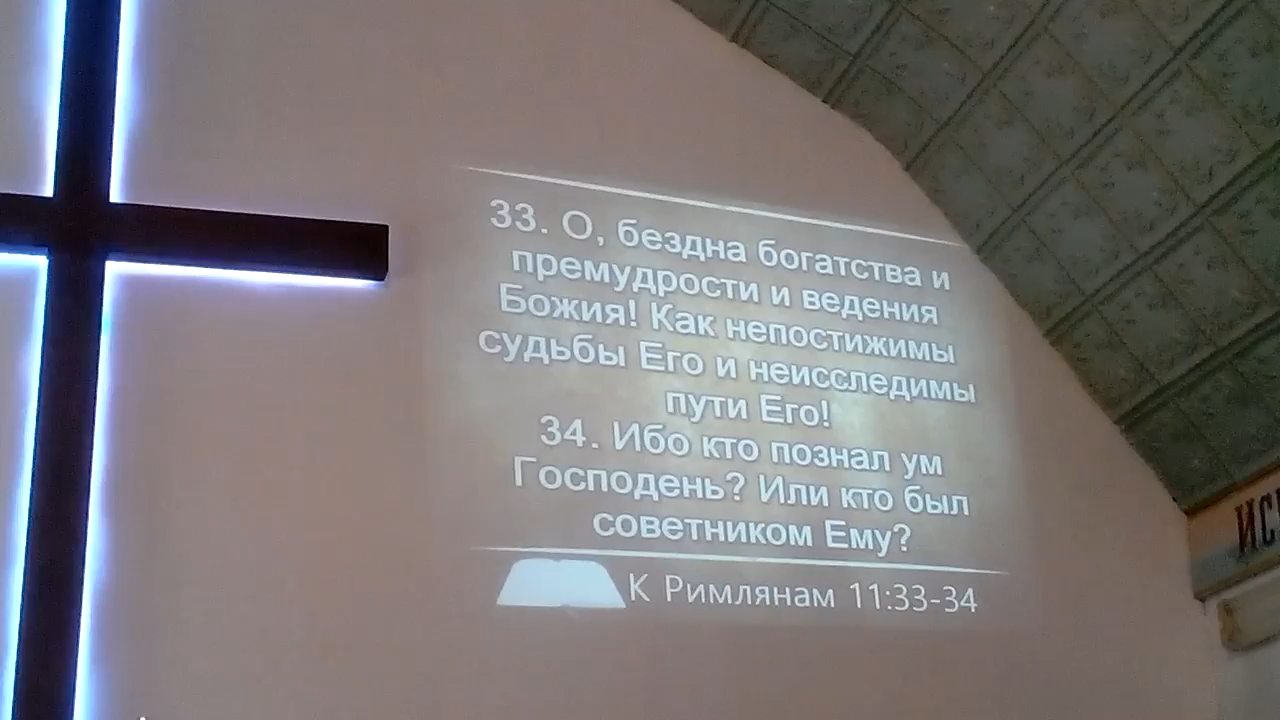 33. О, бездна богатства и
премудрости и ведения
Божия! Как непостижимы
судьбы Его и неисследимы
пути Его!
34. Ибо кто познал ум
Господень? Или кто был
советником Ему?
К Римлянам 11:33-34